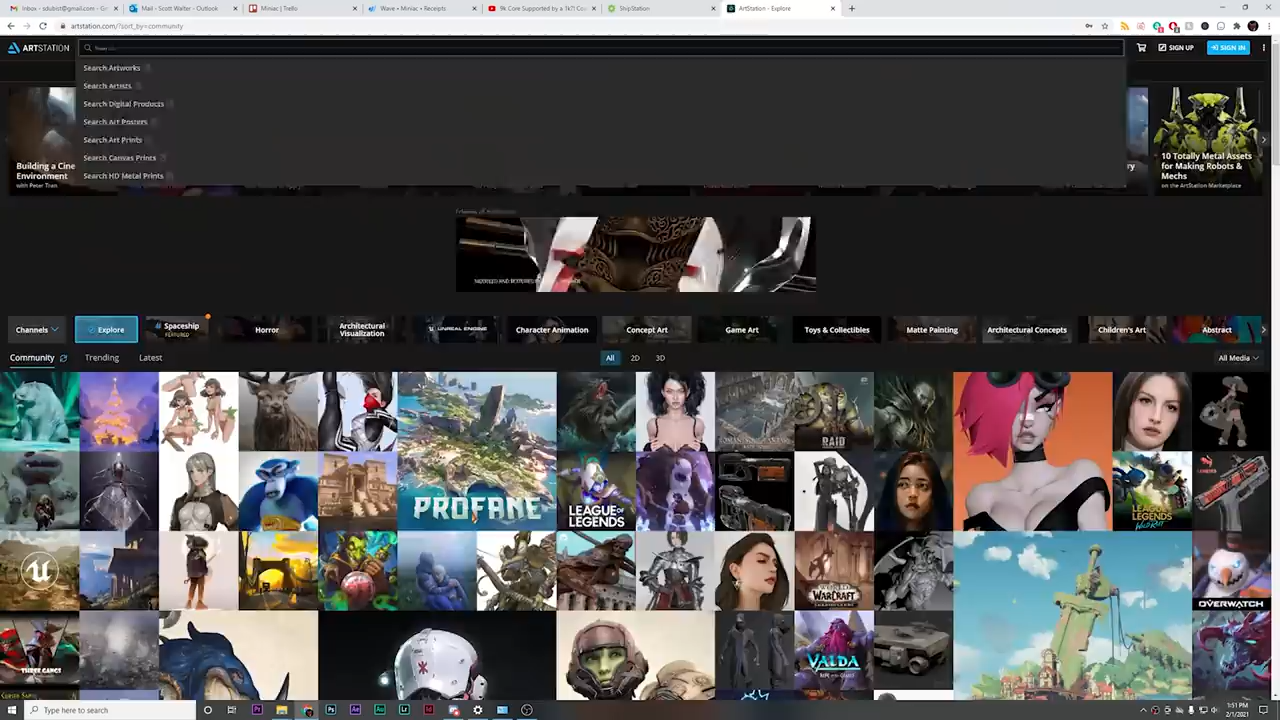 Inbox - sdubist@gmail.com - Gm
Mail - Scott Walter - Outlook
Miniac | Trello
Wave • Miniac • Receipts
9k Core Supported by a 1k?! Co
ShipStation
ArtStation - Explore
artstation.com/?sort_by=community
ARTSTATION
SIGN UP
SIGN IN
Search Artworks
Search Artists
Search Digital Products
Search Art Posters
Search Art Prints
Search Canvas Prints
Search HD Metal Prints
Building a Cine
Environment
with Peter Tran
10 Totally Metal Assets
for Making Robots &
Mechs
on the ArtStation Marketplace
Channels
Explore
# Spaceship
FEATURED
Horror
Architectural
Visualization
UNREAL ENGINE
Character Animation
Concept Art
Game Art
Toys & Collectibles
Matte Painting
Architectural Concepts
Children's Art
Abstract
Community
Trending
Latest
All
2D
3D
All Media
RAID
PROFANE
LEAGUE OF
LEGENDS
LEAGUE OF
LEGENDS
WILD RIFT
WORLD
WARCRAFT
OVERWATCH
THREE GANGS
VALDA
Type here to search
1:51 PM
2/1/2021